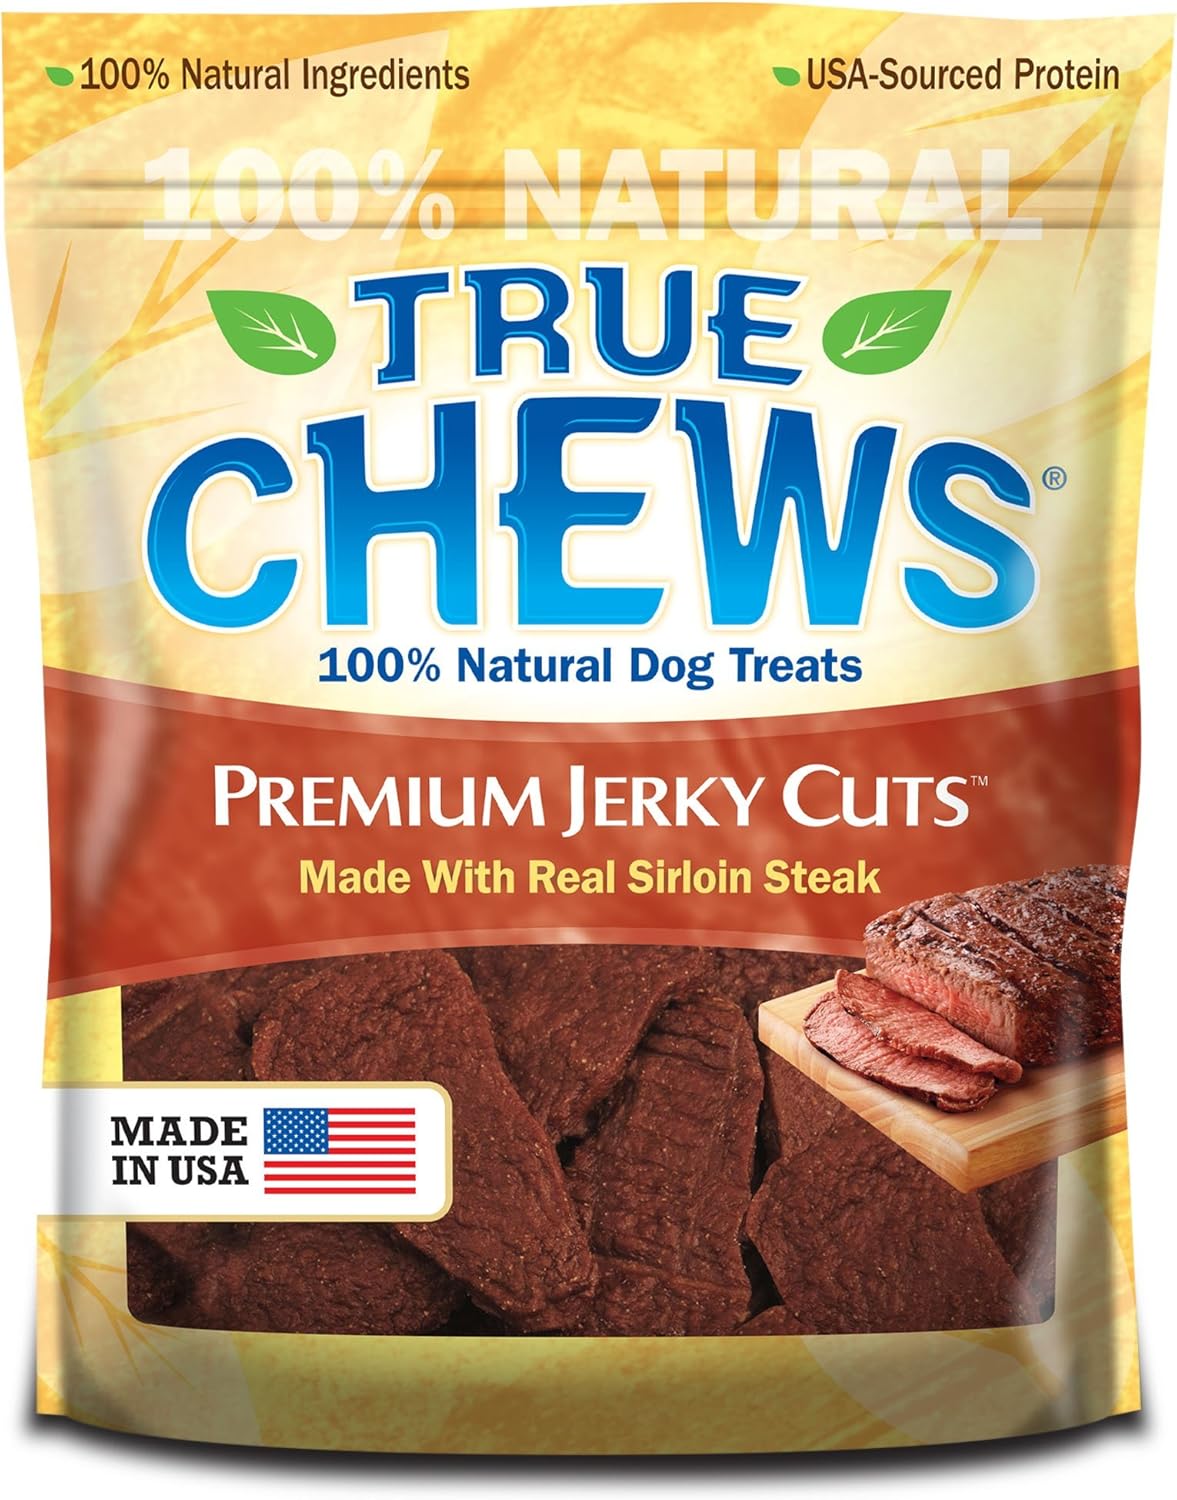 100% Natural Ingredients
USA-Sourced Protein
100% NATURAL
TRUE
CHEWS®
100% Natural Dog Treats
PREMIUM JERKY CUTS™
Made With Real Sirloin Steak
MADE
IN USA